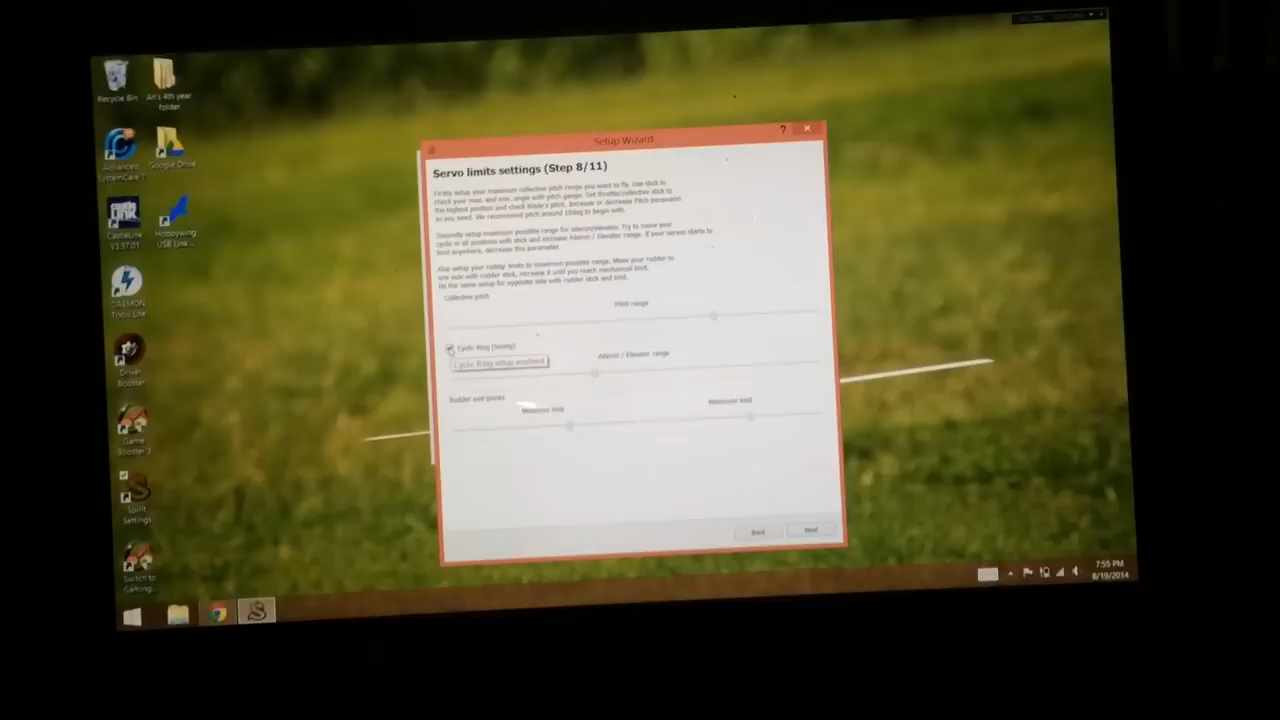 Recycle Bin
An's 4th year
folder
Advanced
SystemCare 7
Google Drive
CastleLink
V3.57.01
Hobbywing
USB Link...
DAEMON
Tools Lite
Driver
Booster
Game
Booster 3
Spirit
Settings
Switch to
Gaming...
Setup Wizard
?
Servo limits settings (Step 8/11)
Firstly setup your maximum collective pitch range you want to fly. Use stick to
check your max. and min. angle with pitch gauge. Set throttle/collective stick to
the highest position and check blade's pitch. Increase or decrease Pitch parameter
as you need. We recommend pitch around 10deg to begin with.
Secondly setup maximum possible range for aileron/elevator. Try to move your
cyclic in all positions with stick and increase Aileron / Elevator range. If your servos starts to
bind anywhere, decrease this parameter.
Also setup your rudder limits to maximum possible range. Move your rudder to
one side with rudder stick, increase it until you reach mechanical limit.
Do the same setup for opposite side with rudder stick and limit.
Collective pitch
Pitch range
Cyclic Ring (tuning)
Cyclic Ring setup enabled
Aileron / Elevator range
Rudder end points
Maximum limit
Maximum limit
Back
Next
7:55 PM
8/19/2014